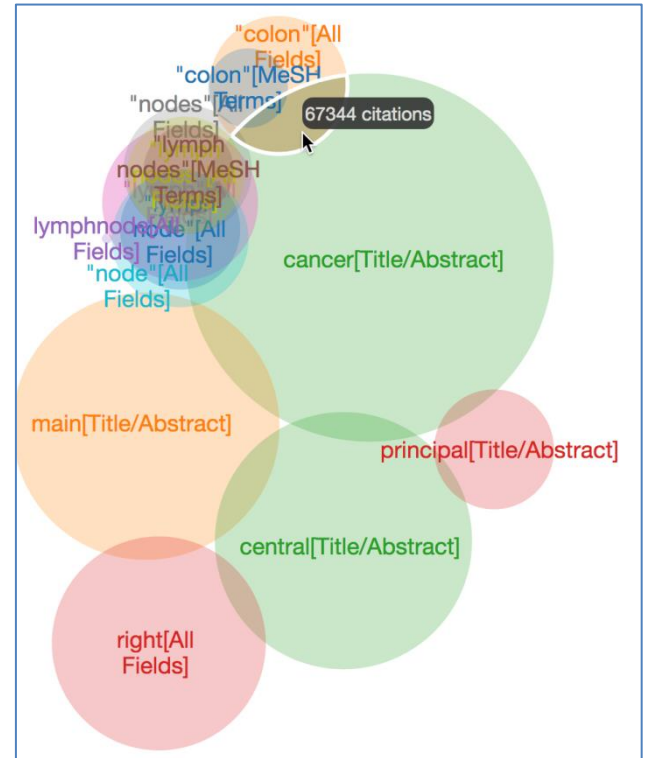 "colon"[All
Fields]
"colon"[MeSH
Terms]
67344 citations
"nodes"[All
Fields]
"lymph
nodes"[MeSH
Terms]
lymphnode[All
Fields]
node"[All
Fields]
"node"[All
Fields]
cancer[Title/Abstract]
main[Title/Abstract]
principal[Title/Abstract]
central[Title/Abstract]
right[All
Fields]